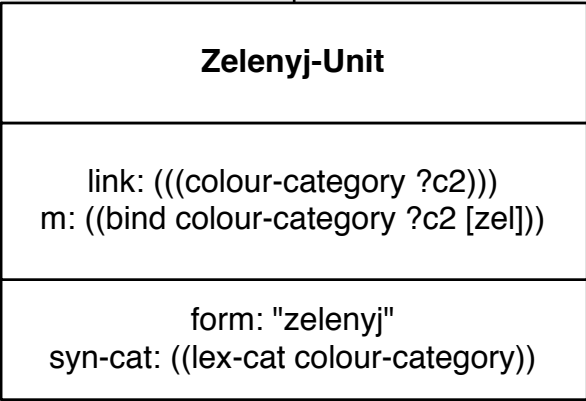 Zelenyj-Unit
link: (((colour-category ?c2)))
m: ((bind colour-category ?c2 [zel]))
form: "zelenyj"
syn-cat: ((lex-cat colour-category))